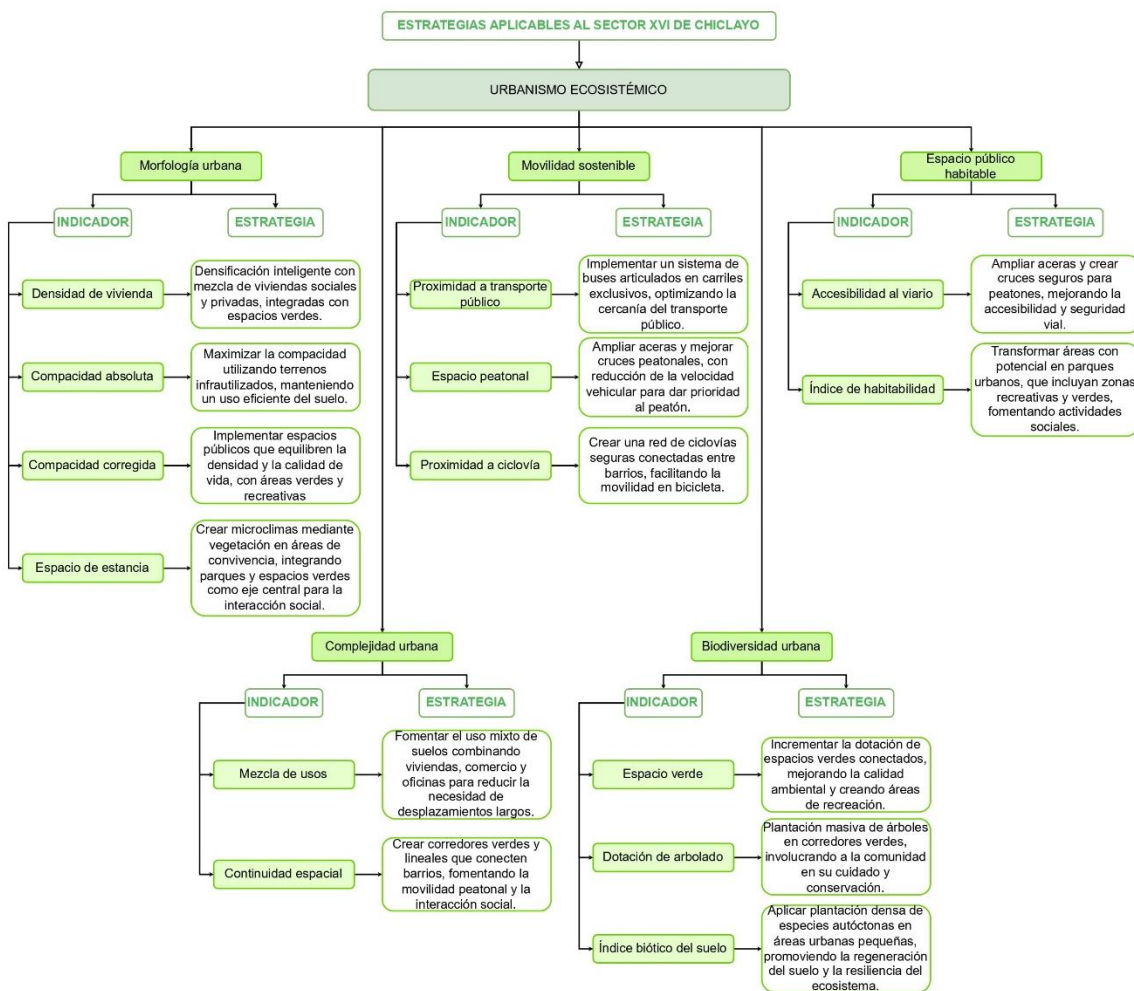 ESTRATEGIAS APLICABLES AL SECTOR XVI DE CHICLAYO
URBANISMO ECOSISTÉMICO
Morfología urbana
INDICADOR
ESTRATEGIA
Densidad de vivienda
Densificación inteligente con
mezcla de viviendas sociales
y privadas, integradas con
espacios verdes.
Compacidad absoluta
Maximizar la compacidad
utilizando terrenos
infrautilizados, manteniendo
un uso eficiente del suelo.
Compacidad corregida
Implementar espacios
públicos que equilibren la
densidad y la calidad de
vida, con áreas verdes y
recreativas
Espacio de estancia
Crear microclimas mediante
vegetación en áreas de
convivencia, integrando
parques y espacios verdes
como eje central para la
interacción social.
Movilidad sostenible
INDICADOR
ESTRATEGIA
Proximidad a transporte
público
Implementar un sistema de
buses articulados en carriles
exclusivos, optimizando la
cercanía del transporte
público.
Espacio peatonal
Ampliar aceras y mejorar
cruces peatonales, con
reducción de la velocidad
vehicular para dar prioridad
al peatón.
Proximidad a ciclovía
Crear una red de ciclovías
seguras conectadas entre
barrios, facilitando la
movilidad en bicicleta.
Espacio público
habitable
INDICADOR
ESTRATEGIA
Accesibilidad al viario
Ampliar aceras y crear
cruces seguros para
peatones, mejorando la
accesibilidad y seguridad
vial.
Índice de habitabilidad
Transformar áreas con
potencial en parques
urbanos, que incluyan zonas
recreativas y verdes,
fomentando actividades
sociales.
Complejidad urbana
INDICADOR
ESTRATEGIA
Mezcla de usos
Fomentar el uso mixto de
suelos combinando
viviendas, comercio y
oficinas para reducir la
necesidad de
desplazamientos largos.
Continuidad espacial
Crear corredores verdes y
lineales que conecten
barrios, fomentando la
movilidad peatonal y la
interacción social.
Biodiversidad urbana
INDICADOR
ESTRATEGIA
Espacio verde
Incrementar la dotación de
espacios verdes conectados,
mejorando la calidad
ambiental y creando áreas
de recreación.
Dotación de arbolado
Plantación masiva de árboles
en corredores verdes,
involucrando a la comunidad
en su cuidado y
conservación.
Índice biótico del suelo
Aplicar plantación densa de
especies autóctonas en
áreas urbanas pequeñas,
promoviendo la regeneración
del suelo y la resiliencia del
ecosistema.